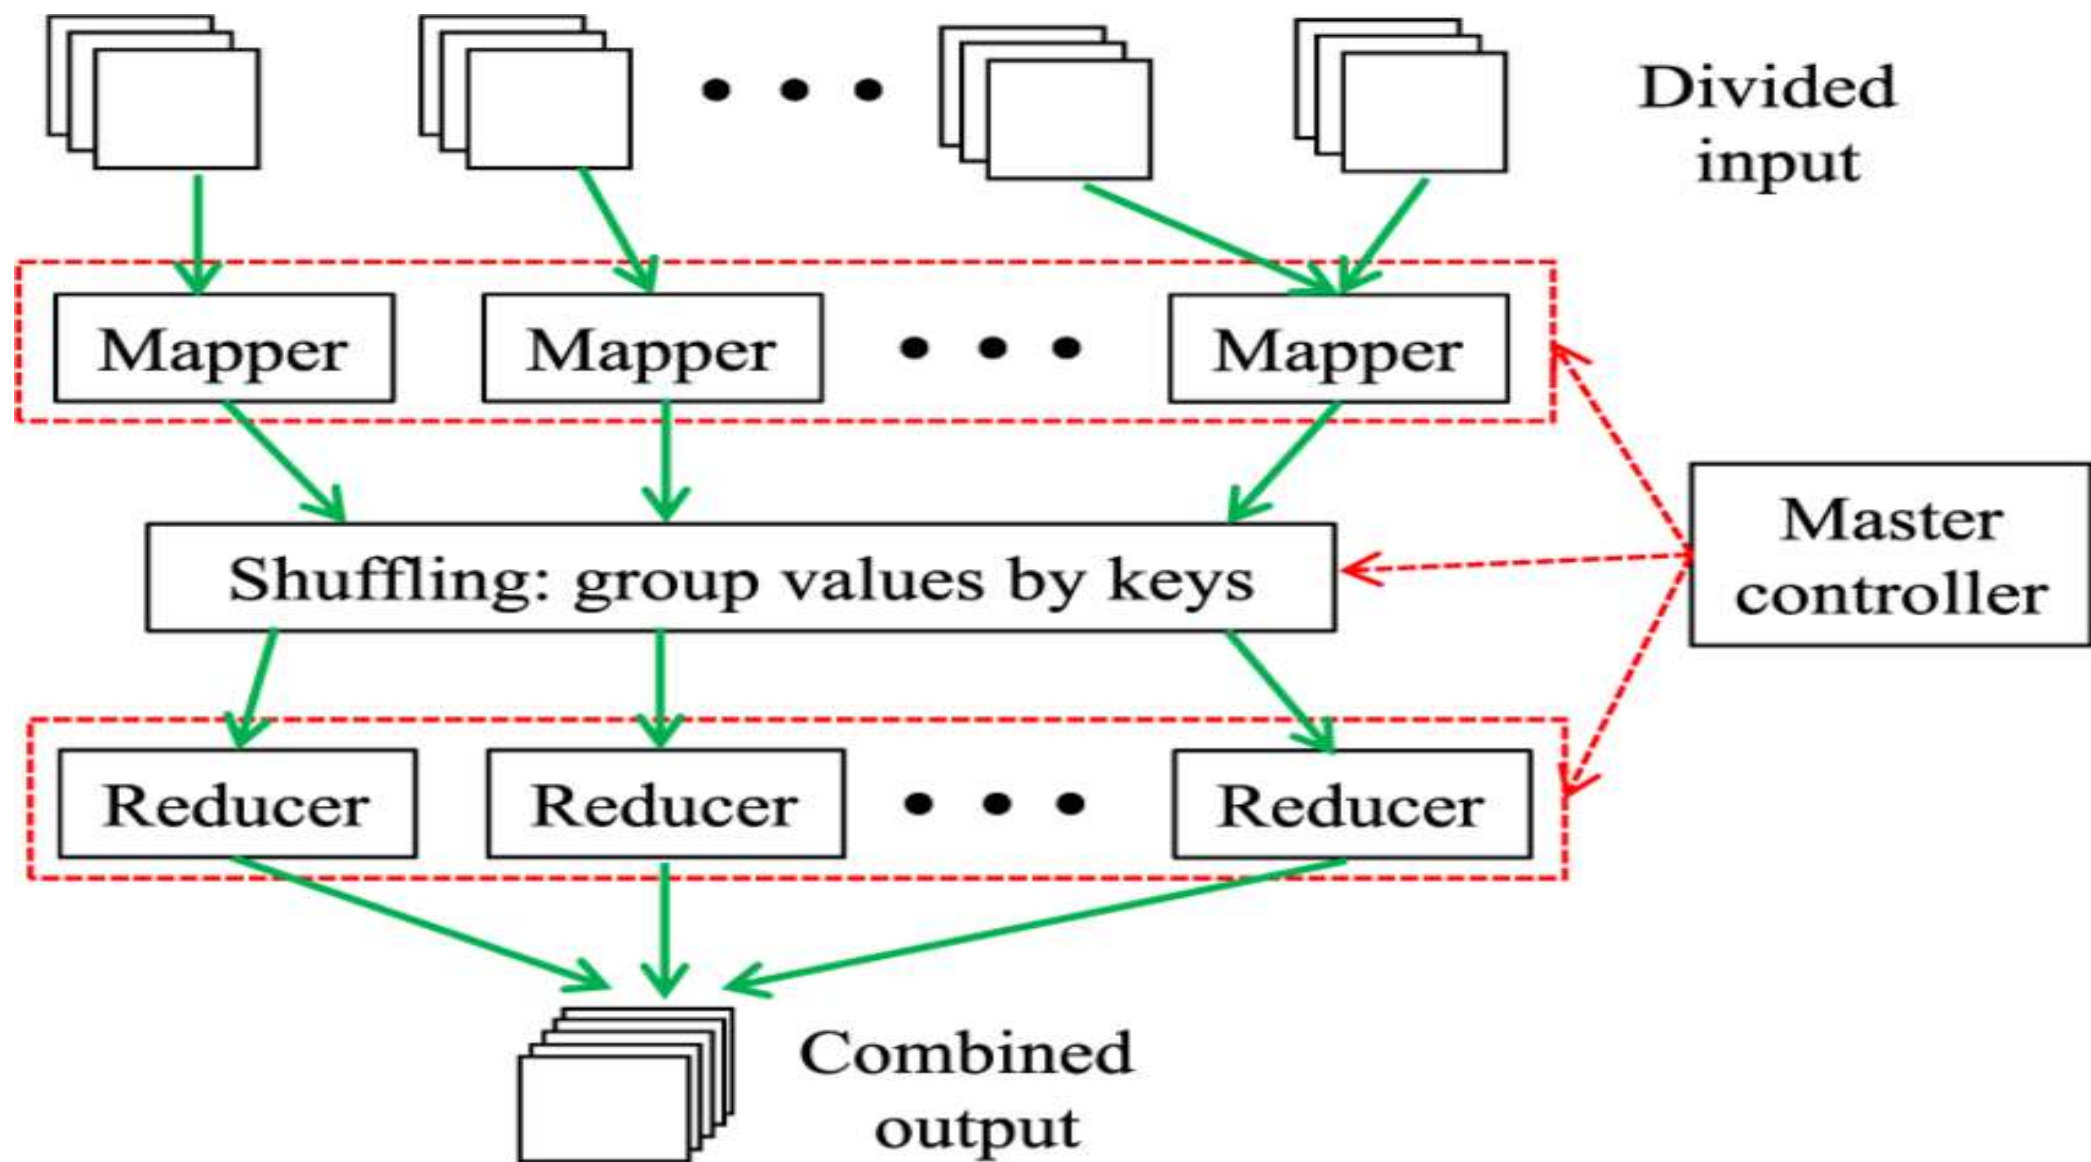 Divided
input
Mapper
Mapper
Mapper
Master
controller
Shuffling: group values by keys
Reducer
Reducer
Reducer
Combined
output